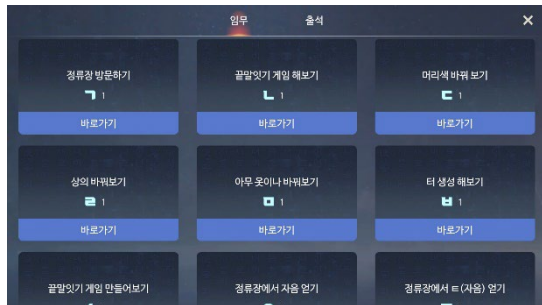 임무 출석 ×
정류장 방문하기 끝말잇기 게임 해보기 머리색 바꿔 보기
ㄱ 1 ㄴ 1 ㄷ 1
바로가기 바로가기 바로가기
상의 바꿔보기 아무 옷이나 바꿔보기 터 생성 해보기
ㄹ 1 ㅁ 1 ㅂ 1
바로가기 바로가기 바로가기
끝말잇기 게임 만들어보기 정류장에서 자음 얻기 정류장에서 ㅌ(자음) 얻기